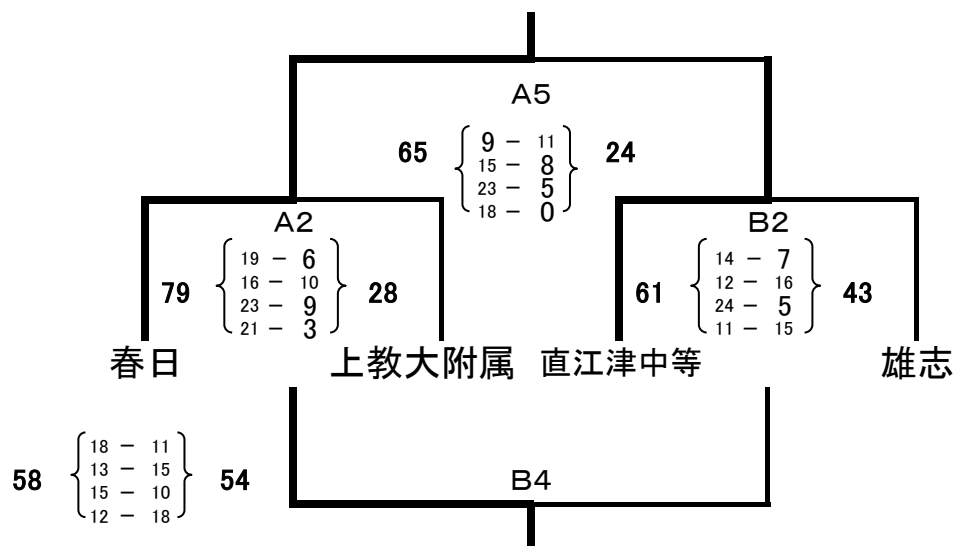 A5
65 9 － 11 24
15 － 8
23 － 5
18 － 0
A2
79 19 － 6 28
16 － 10
23 － 9
21 － 3
B2
61 14 － 7 43
12 － 16
24 － 5
11 － 15
春日 上教大附属 直江津中等 雄志
58 18 － 11 54
13 － 15
15 － 10
12 － 18
B4